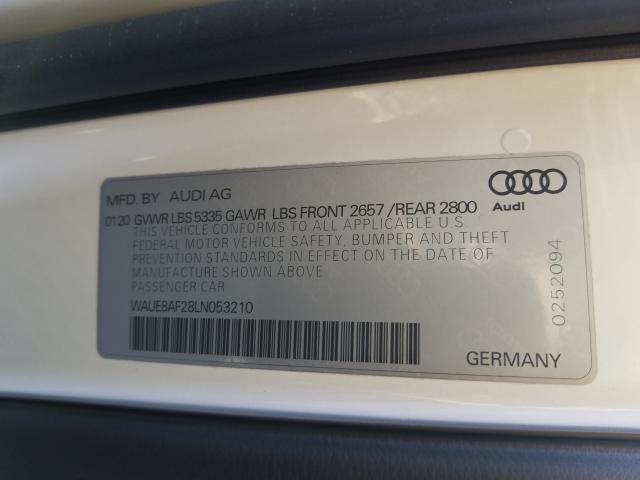 MFD. BY AUDI AG
Audi
0120 GVWR LBS 5335 GAWR LBS FRONT 2657 / REAR 2800
THIS VEHICLE CONFORMS TO ALL APPLICABLE U.S
FEDERAL MOTOR VEHICLE SAFETY, BUMPER AND THEFT
PREVENTION STANDARDS IN EFFECT ON THE DATE OF
MANUFACTURE SHOWN ABOVE
PASSENGER CAR
WAUE8AF28LN053210
GERMANY
0252094